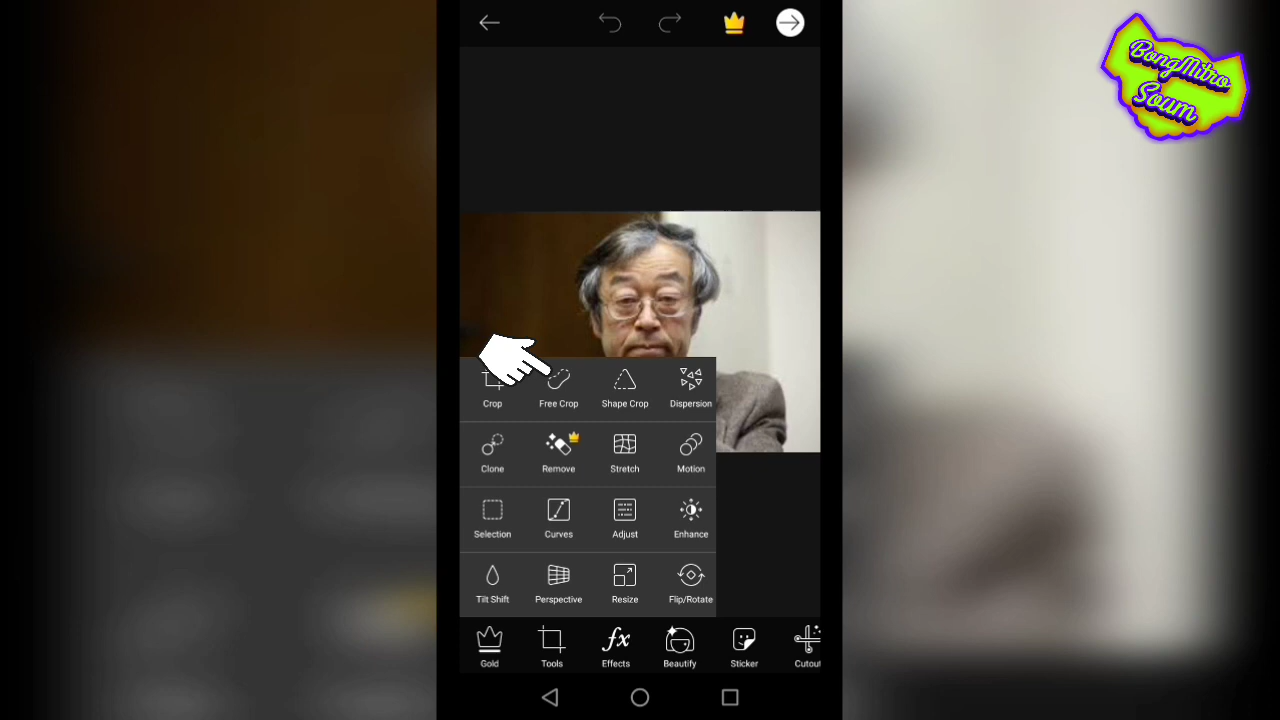 BongMitro
Soum
Crop
Free Crop
Shape Crop
Dispersion
Clone
Remove
Stretch
Motion
Selection
Curves
Adjust
Enhance
Tilt Shift
Perspective
Resize
Flip/Rotate
Gold
Tools
fx
Effects
Beautify
Sticker
Cutout